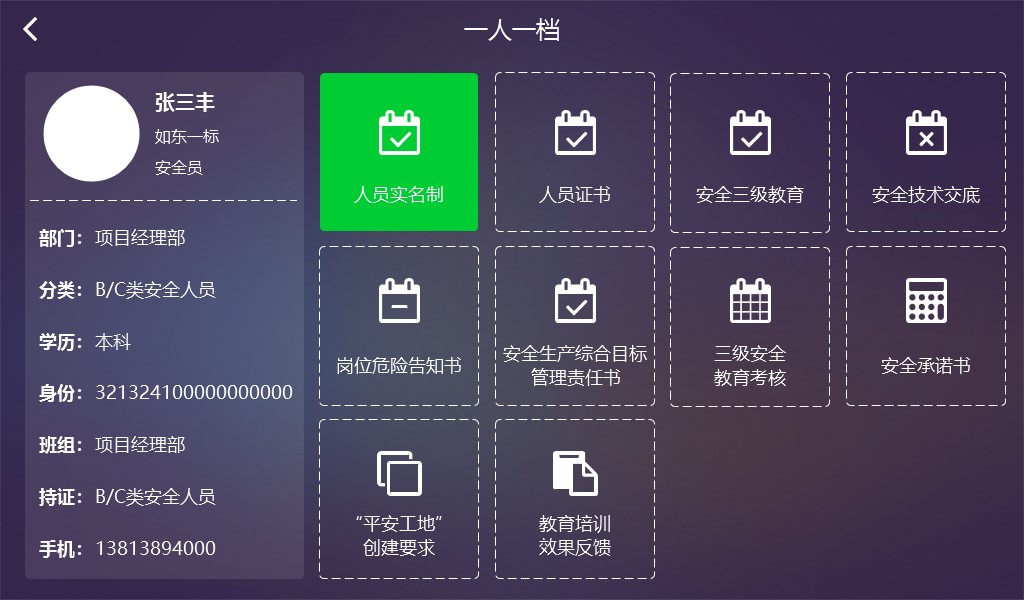 一人一档
张三丰
如东一标
安全员
部门：项目经理部
分类：B/C类安全人员
学历：本科
身份：321324100000000000
班组：项目经理部
持证：B/C类安全人员
手机：13813894000
人员实名制
人员证书
安全三级教育
安全技术交底
岗位危险告知书
安全生产综合目标
管理责任书
三级安全
教育考核
安全承诺书
“平安工地”
创建要求
教育培训
效果反馈